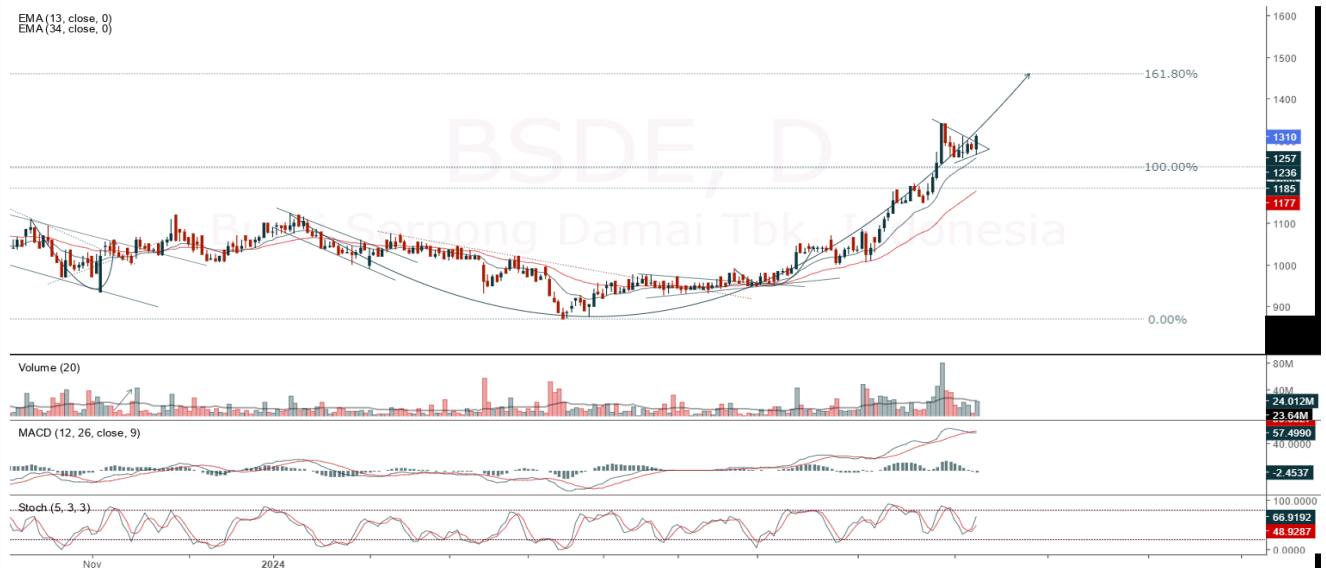 EMA (13, close, 0)
EMA (34, close, 0)
BSDE, D
Bumi Serpong Damai Tbk., Indonesia
1600
1500
161.80%
1400
1310
1257
100.00%
1236
1185
1177
1100
1000
900
0.00%
Volume (20)
80M
40M
24.012M
23.64M
MACD (12, 26, close, 9)
57.4990
40.0000
-2.4537
Stoch (5, 3, 3)
100.0000
66.9192
48.9287
0.0000
Nov
2024